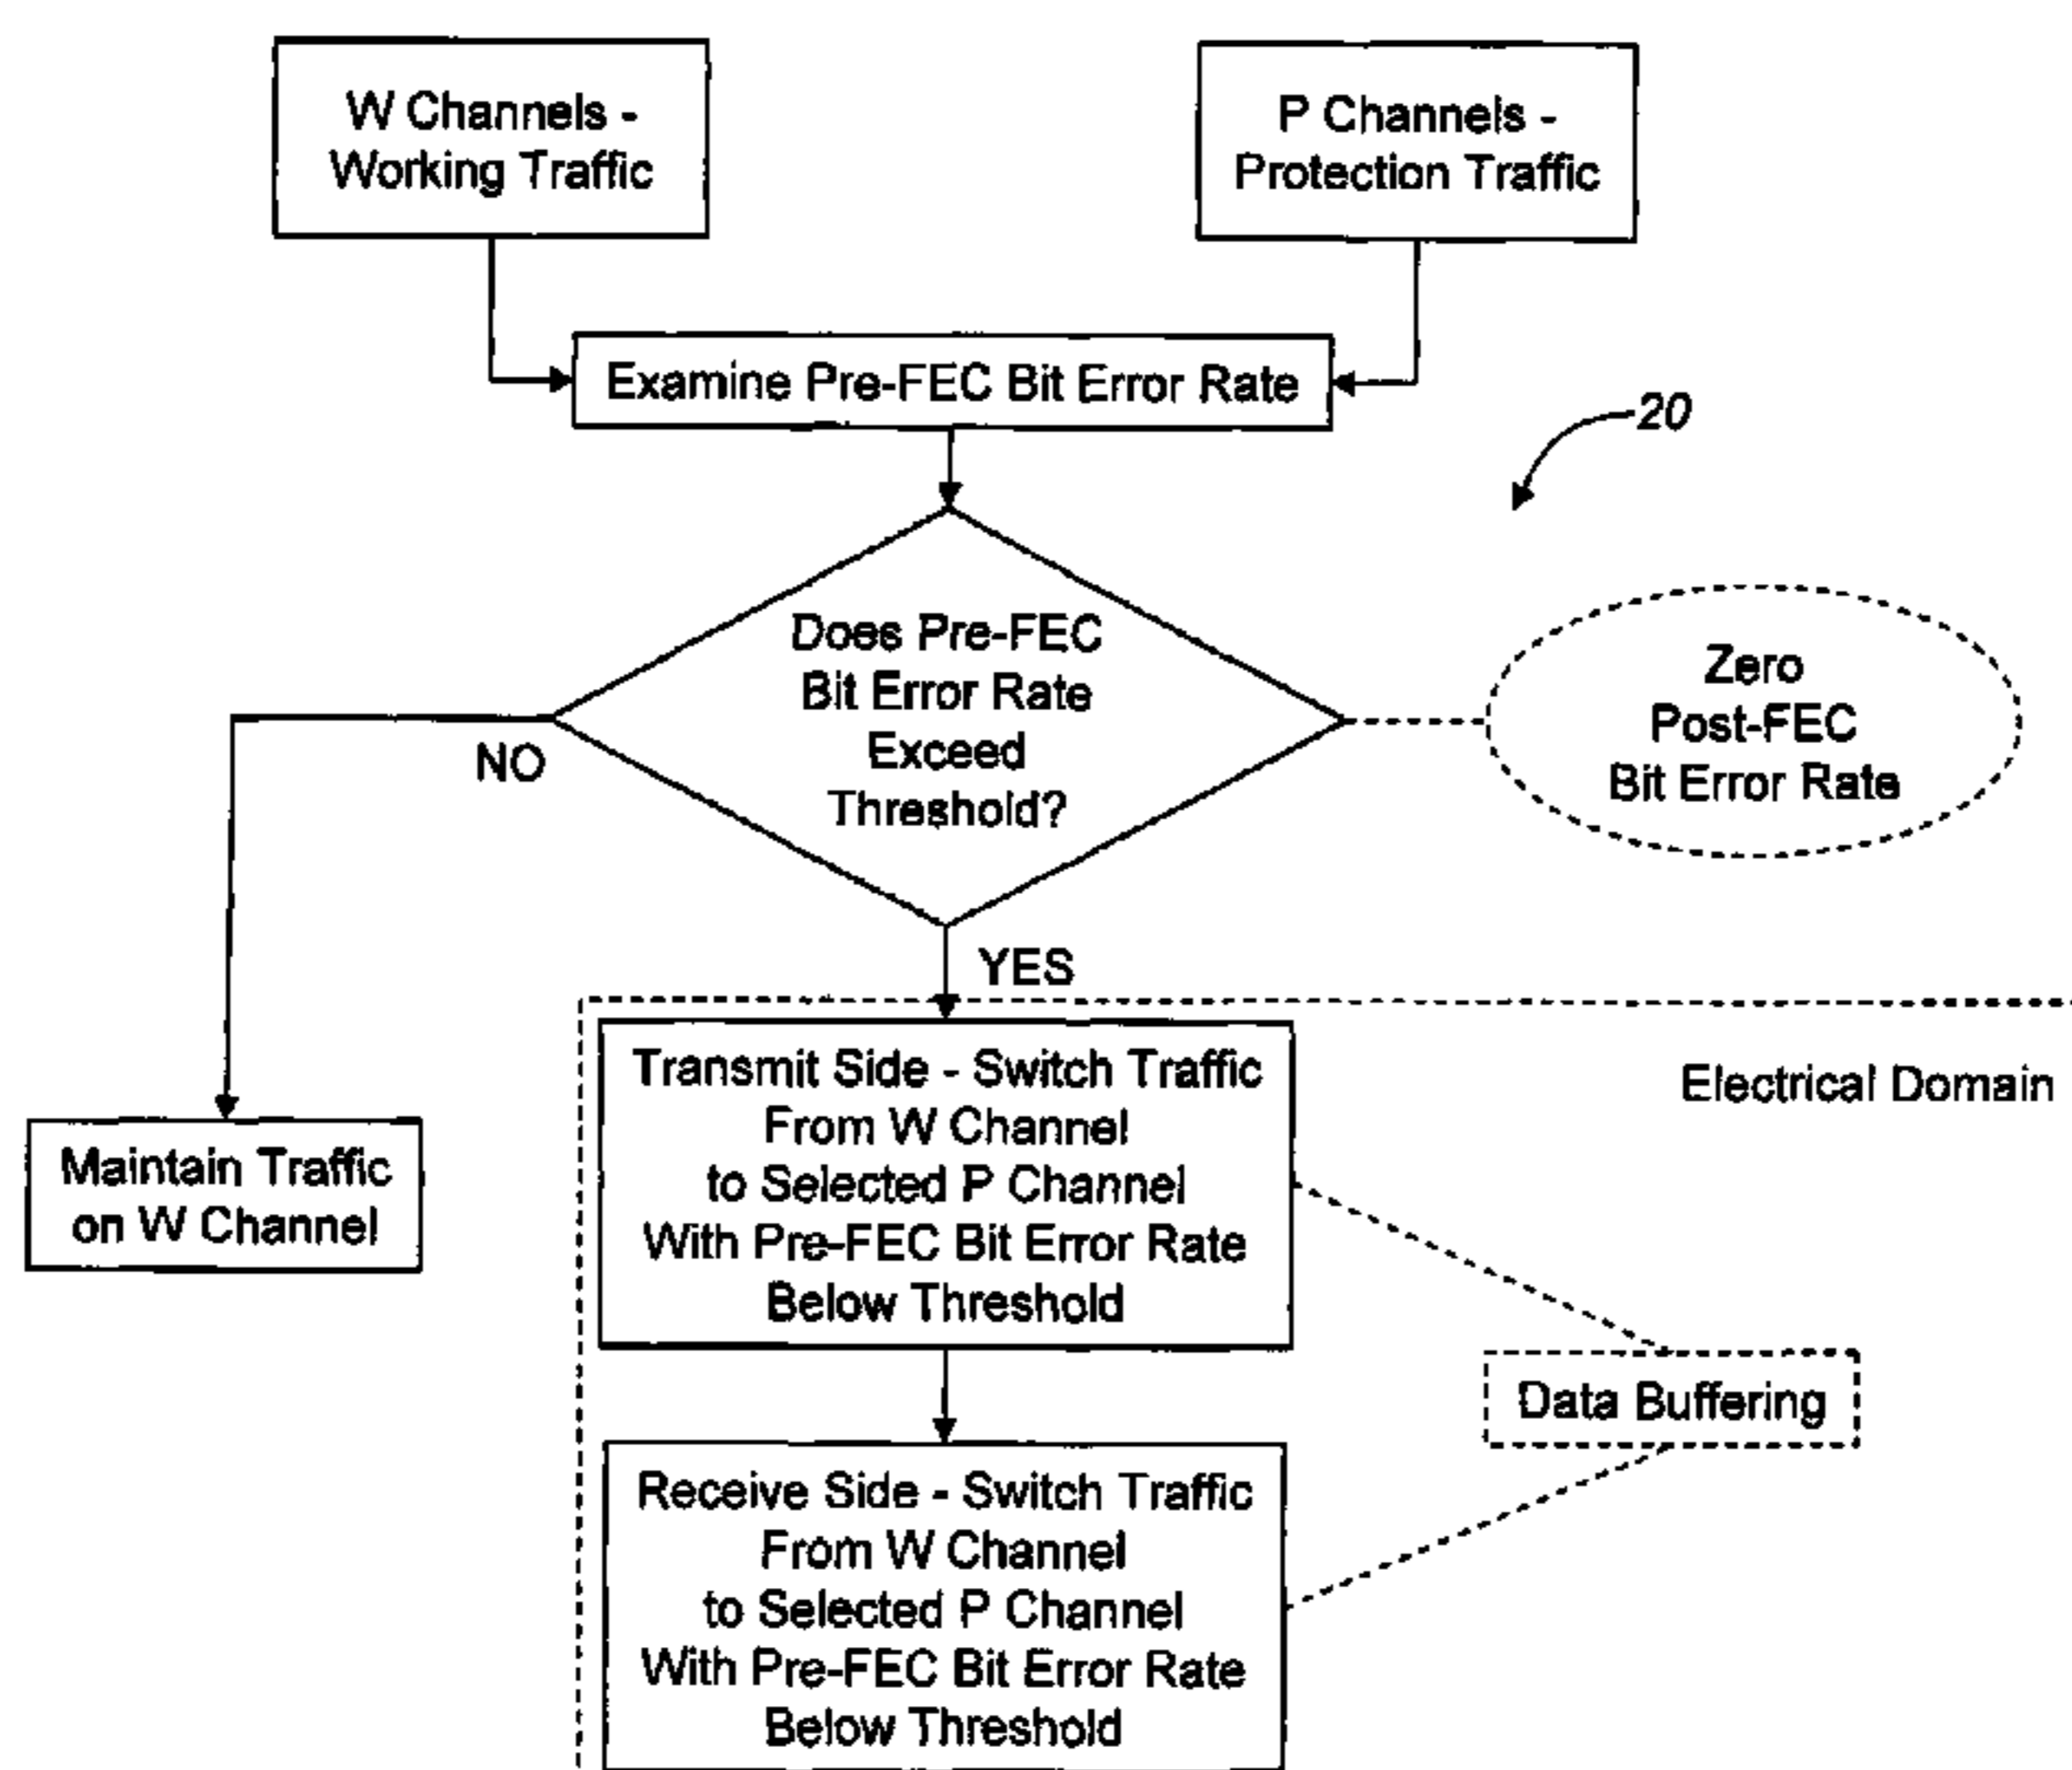 W Channels -
Working Traffic
P Channels -
Protection Traffic
Examine Pre-FEC Bit Error Rate
20
Does Pre-FEC
Bit Error Rate
Exceed
Threshold?
Zero
Post-FEC
Bit Error Rate
NO
YES
Transmit Side - Switch Traffic
From W Channel
to Selected P Channel
With Pre-FEC Bit Error Rate
Below Threshold
Electrical Domain
Maintain Traffic
on W Channel
Data Buffering
Receive Side - Switch Traffic
From W Channel
to Selected P Channel
With Pre-FEC Bit Error Rate
Below Threshold